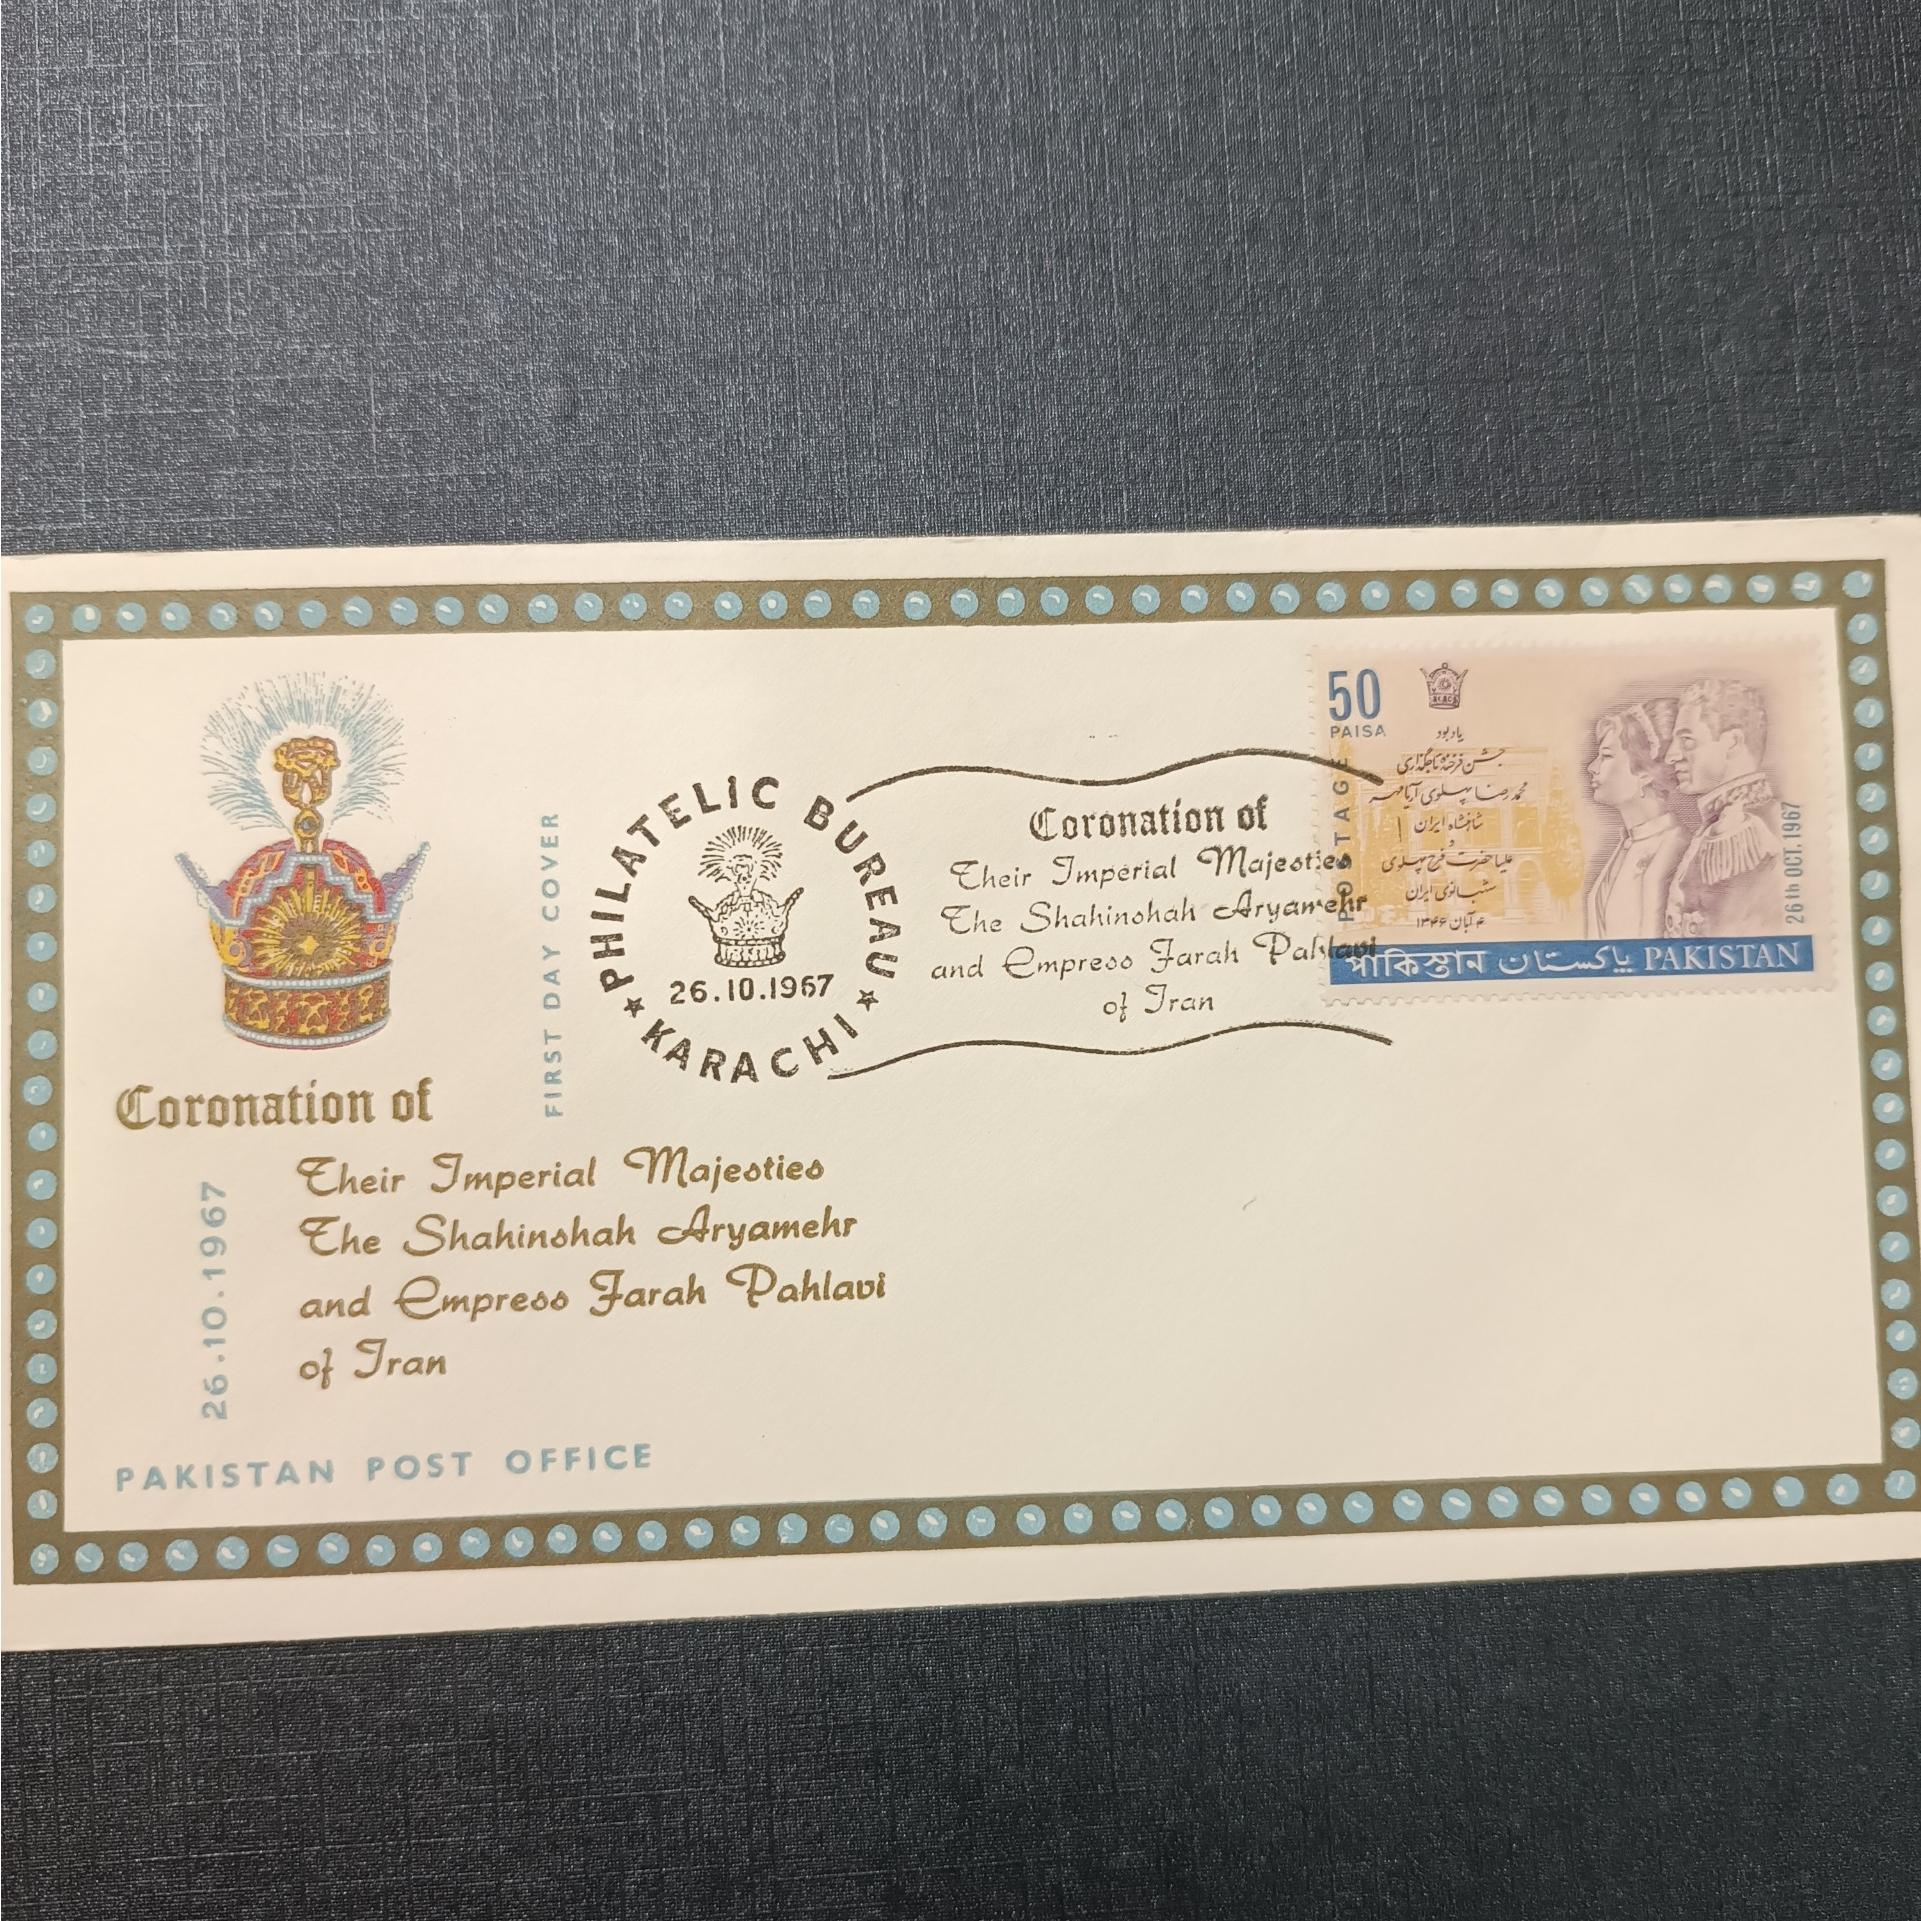 Coronation of
Their Imperial Majesties
The Shahinshah Aryamehr
and Empress Farah Pahlavi
of Iran
26.10.1967
PAKISTAN POST OFFICE
FIRST DAY COVER
PHILATELIC BUREAU
26.10.1967
★ KARACHI ★
Coronation of
Their Imperial Majesties
The Shahinshah Aryamehr
and Empress Farah Pahlavi
of Iran
50
PAISA
POSTAGE
یادبود
جشن فرخنده تاجگذاری
محمدرضا پهلوی آریامهر
شاهنشاه ایران
و
علیاحضرت فرح پهلوی
شهبانوی ایران
۴ آبان ۱۳۴۶
26th OCT. 1967
পাকিস্তান پاکستان PAKISTAN